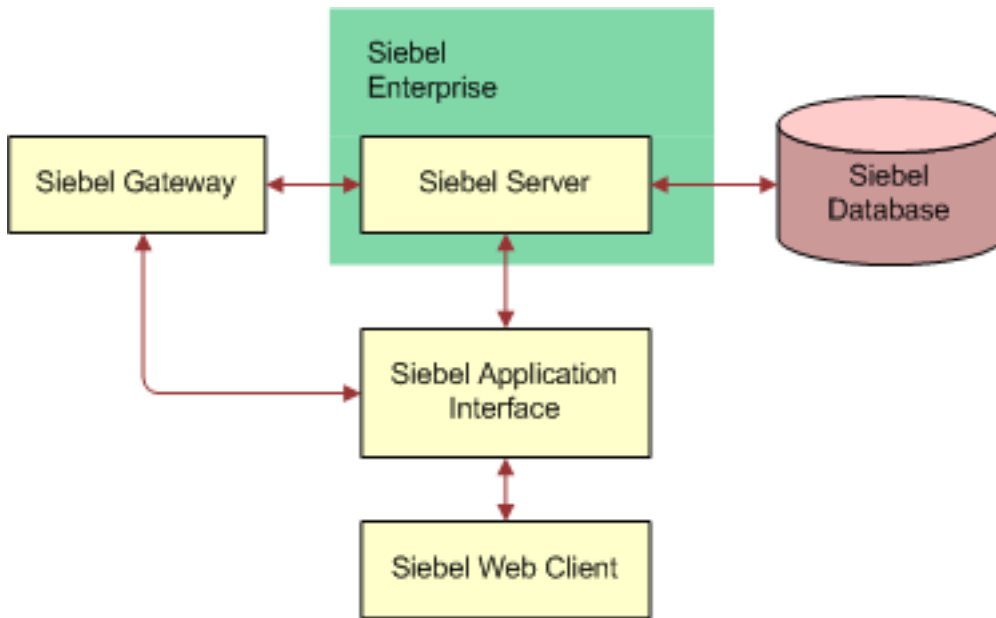 Siebel
Enterprise
Siebel Gateway
Siebel Server
Siebel
Database
Siebel Application
Interface
Siebel Web Client